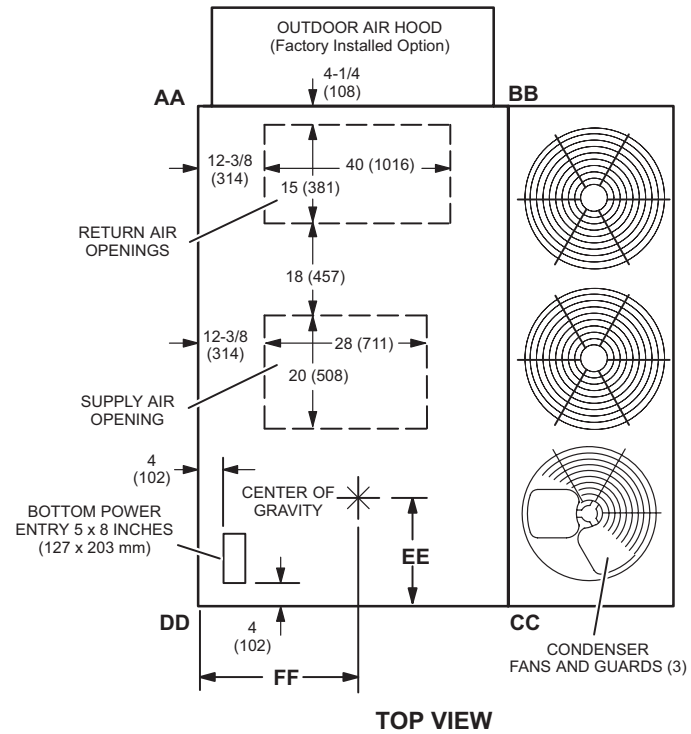 OUTDOOR AIR HOOD
(Factory Installed Option)
4-1/4
(108)
AA
BB
12-3/8
(314)
40 (1016)
15 (381)
RETURN AIR
OPENINGS
18 (457)
12-3/8
(314)
28 (711)
20 (508)
SUPPLY AIR
OPENING
4
(102)
CENTER OF
GRAVITY
BOTTOM POWER
ENTRY 5 x 8 INCHES
(127 x 203 mm)
EE
DD
CC
4
(102)
FF
CONDENSER
FANS AND GUARDS (3)
TOP VIEW